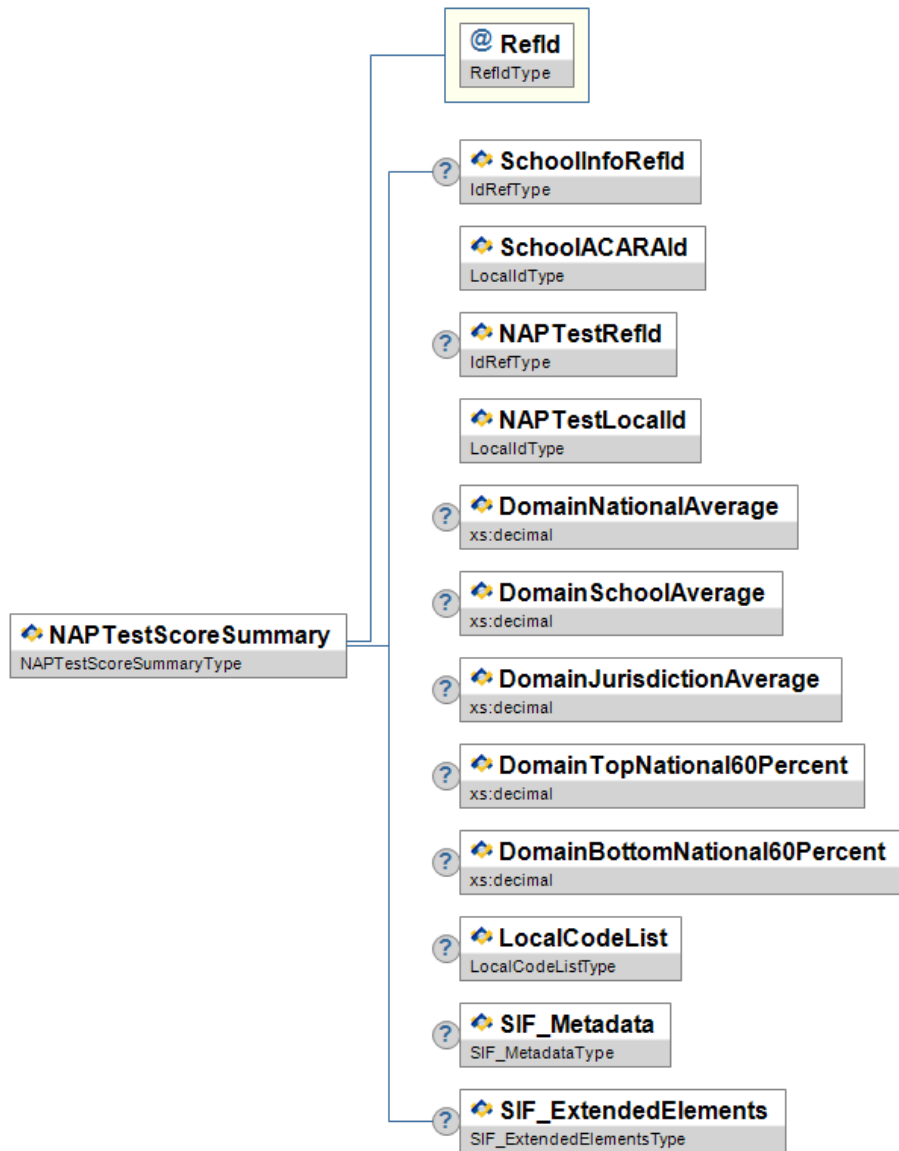 @ RefId
RefIdType
? SchoolInfoRefId
IdRefType
SchoolACARAId
LocalIdType
? NAPTestRefId
IdRefType
NAPTestLocalId
LocalIdType
? DomainNationalAverage
xs:decimal
? DomainSchoolAverage
xs:decimal
NAPTestScoreSummary
NAPTestScoreSummaryType
? DomainJurisdictionAverage
xs:decimal
? DomainTopNational60Percent
xs:decimal
? DomainBottomNational60Percent
xs:decimal
? LocalCodeList
LocalCodeListType
? SIF_Metadata
SIF_MetadataType
? SIF_ExtendedElements
SIF_ExtendedElementsType